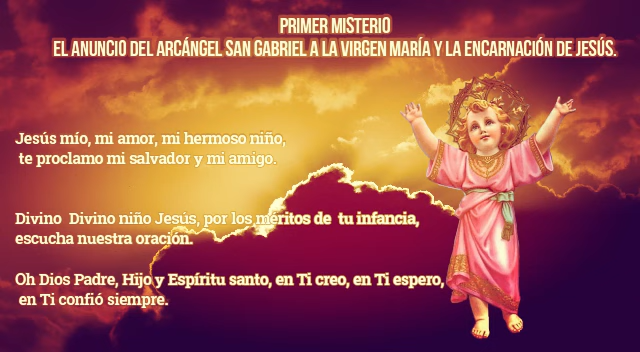 PRIMER MISTERIO
EL ANUNCIO DEL ARCÁNGEL SAN GABRIEL A LA VIRGEN MARÍA Y LA ENCARNACIÓN DE JESÚS.
Jesús mío, mi amor, mi hermoso niño,
te proclamo mi salvador y mi amigo.
Divino Divino niño Jesús, por los méritos de tu infancia,
escucha nuestra oración.
Oh Dios Padre, Hijo y Espíritu santo, en Ti creo, en Ti espero,
en Ti confió siempre.